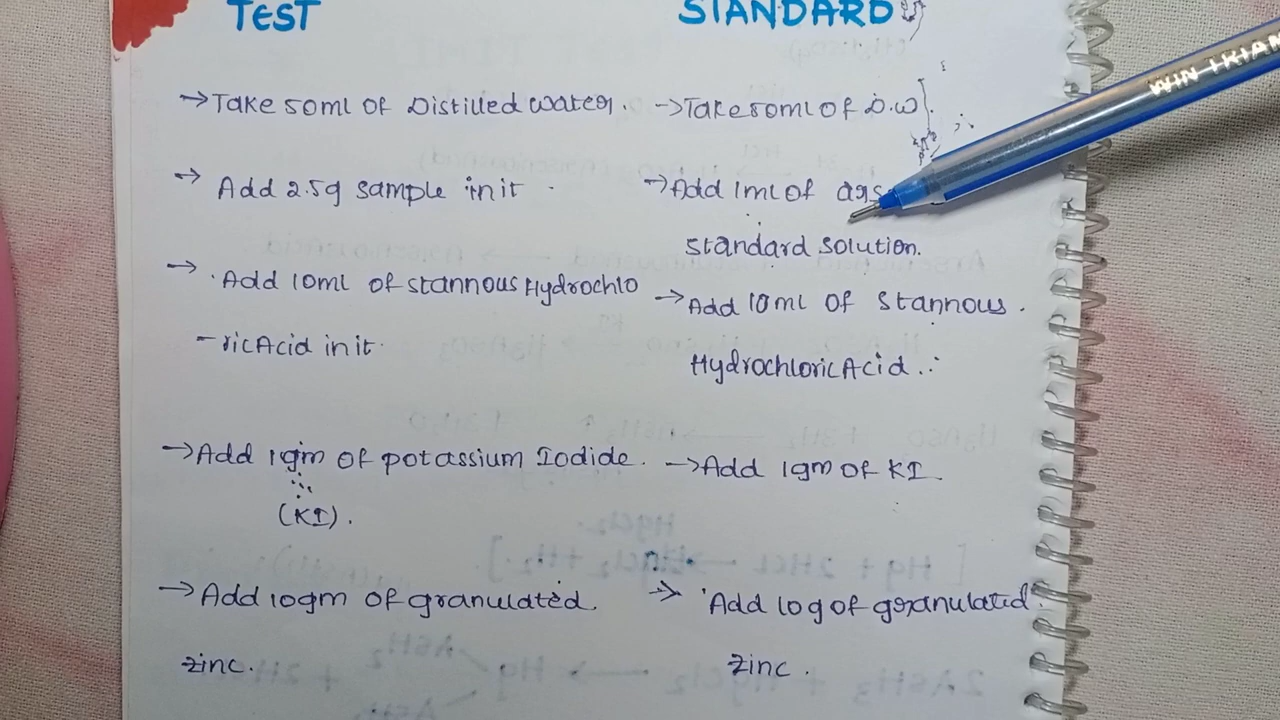 TEST
STANDARD
→Take 50ml of Distilled water.
→Take 50ml of D.W
→ Add 2.5g sample in it
→Add 1ml of
standard solution.
→ Add 10ml of stannous Hydrochlo
-ric Acid in it.
→Add 10ml of Stannous.
Hydrochloric Acid.
→Add 1gm of potassium Iodide.
(KI).
→Add 1gm of KI.
→Add 10gm of granulated
zinc.
→ Add 10g of granulated
zinc.
WIN